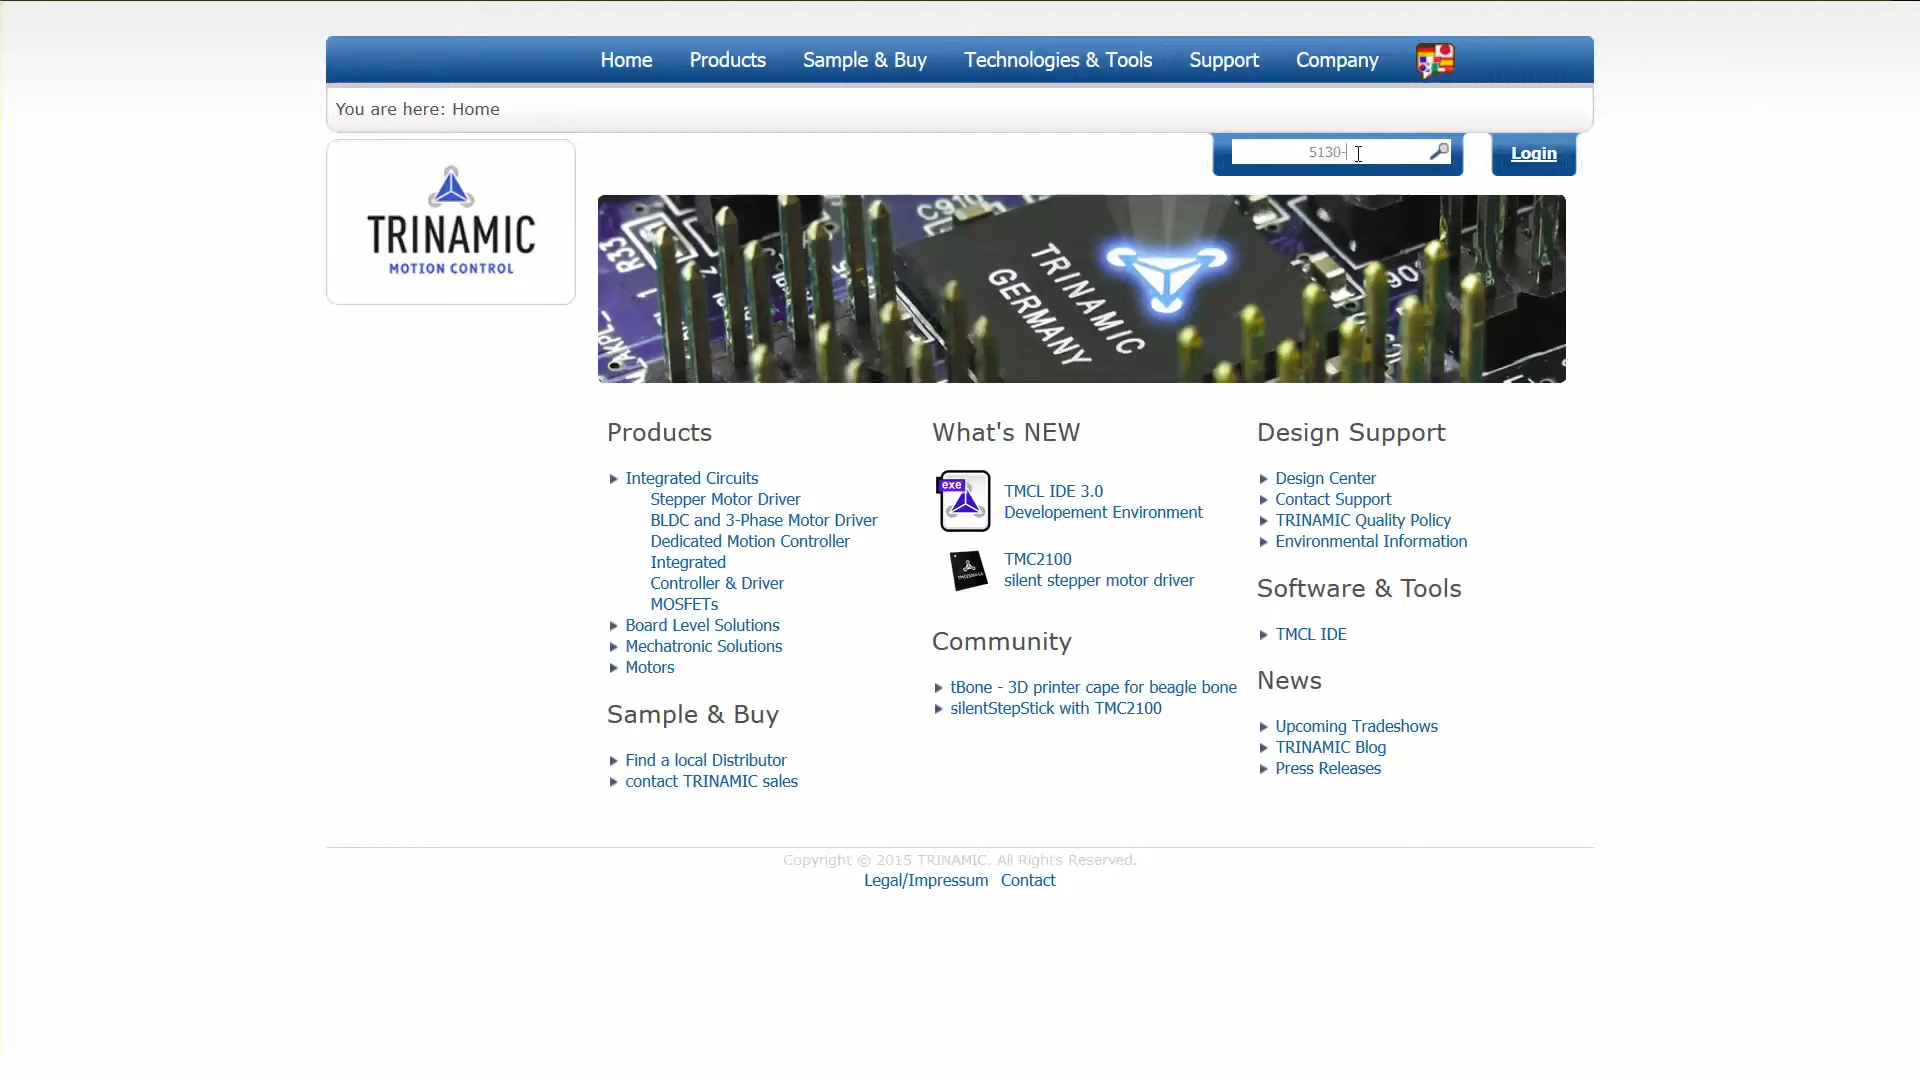 Home Products Sample & Buy Technologies & Tools Support Company
You are here: Home
5130-
Login
TRINAMIC
MOTION CONTROL
R33
C910
TRINAMIC
GERMANY
Products
Integrated Circuits
Stepper Motor Driver
BLDC and 3-Phase Motor Driver
Dedicated Motion Controller
Integrated
Controller & Driver
MOSFETs
Board Level Solutions
Mechatronic Solutions
Motors
Sample & Buy
Find a local Distributor
contact TRINAMIC sales
What's NEW
exe
TMCL IDE 3.0
Developement Environment
TMC2100
silent stepper motor driver
Community
tBone - 3D printer cape for beagle bone
silentStepStick with TMC2100
Design Support
Design Center
Contact Support
TRINAMIC Quality Policy
Environmental Information
Software & Tools
TMCL IDE
News
Upcoming Tradeshows
TRINAMIC Blog
Press Releases
Copyright © 2015 TRINAMIC. All Rights Reserved.
Legal/Impressum Contact